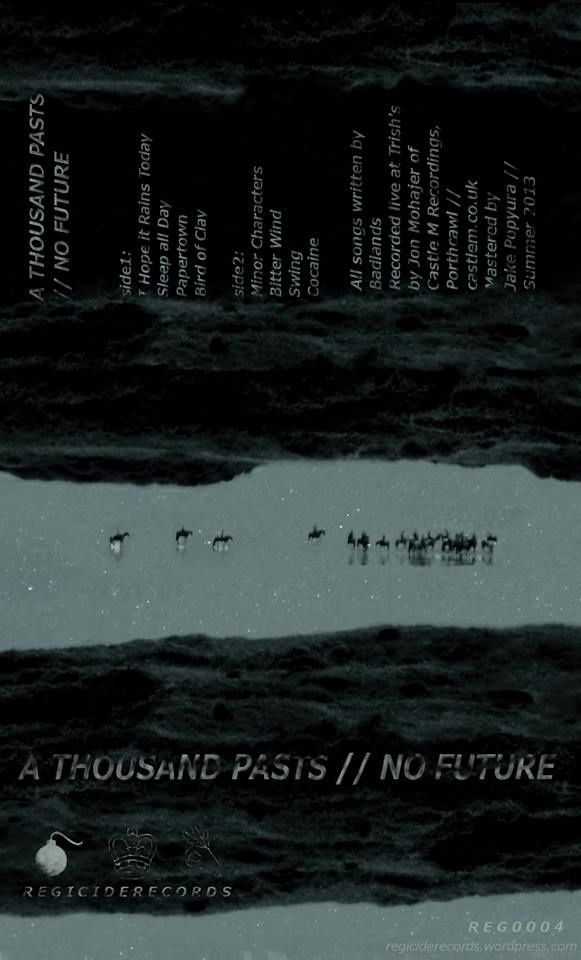 A THOUSAND PASTS
// NO FUTURE
side1:
I Hope it Rains Today
Sleep all Day
Papertown
Bird of Clay
side2:
Minor Characters
Bitter Wind
Swing
Cocaine
All songs written by
Badlands
Recorded live at Trish's
by Jon Mohajer of
Castle M Recordings,
Porthcawl //
castlem.co.uk
Mastered by
Jake Popyura //
Summer 2013
A THOUSAND PASTS // NO FUTURE
REGICIDERECORDS
REG0004
regiciderecords.wordpress.com